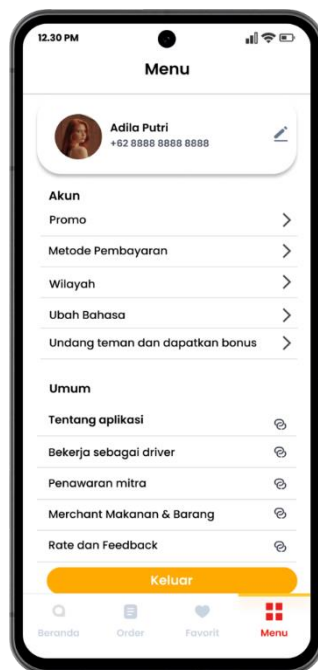 12.30 PM
Menu
Adila Putri
+62 8888 8888 8888
Akun
Promo
Metode Pembayaran
Wilayah
Ubah Bahasa
Undang teman dan dapatkan bonus
Umum
Tentang aplikasi
Bekerja sebagai driver
Penawaran mitra
Merchant Makanan & Barang
Rate dan Feedback
Keluar
Beranda Order Favorit Menu